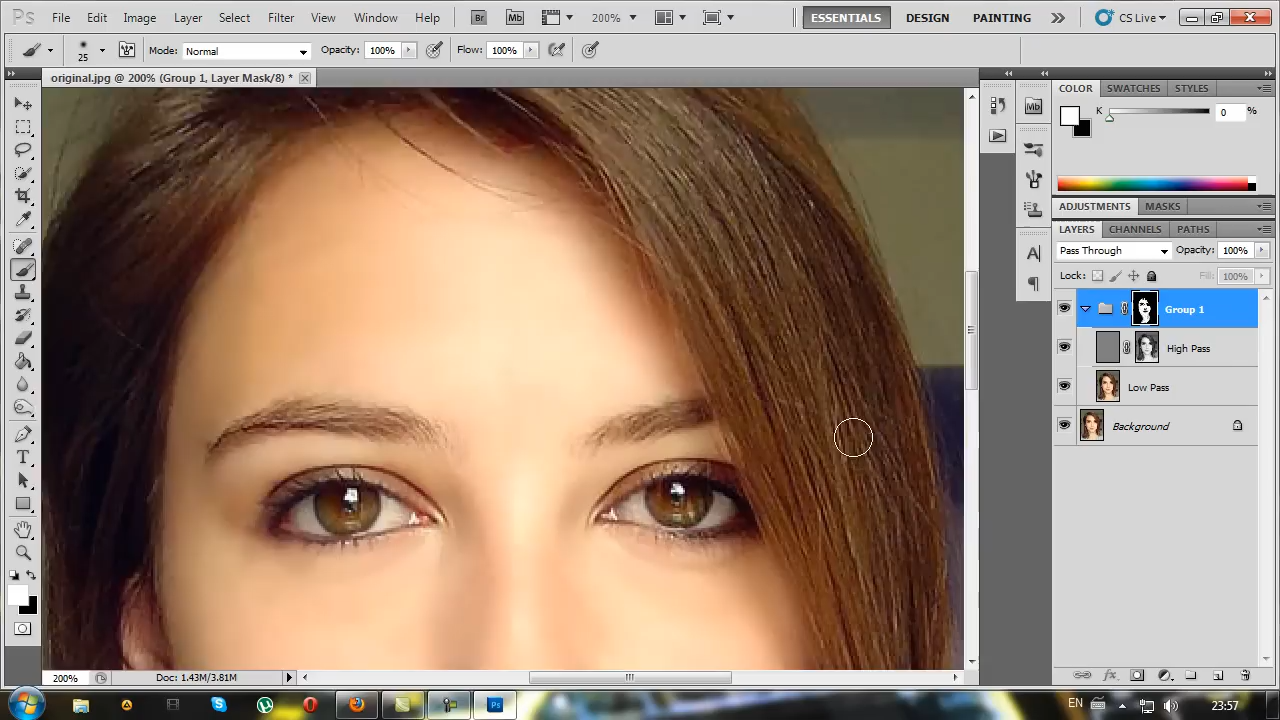 Ps File Edit Image Layer Select Filter View Window Help Br Mb 200% ESSENTIALS DESIGN PAINTING CS Live
25 Mode: Normal Opacity: 100% Flow: 100%
original.jpg @ 200% (Group 1, Layer Mask/8) *
COLOR SWATCHES STYLES
Mb
K 0 %
ADJUSTMENTS MASKS
LAYERS CHANNELS PATHS
Pass Through Opacity: 100%
Lock: Fill: 100%
Group 1
High Pass
Low Pass
Background
A
T
200% Doc: 1.43M/3.81M
Ps
EN 23:57